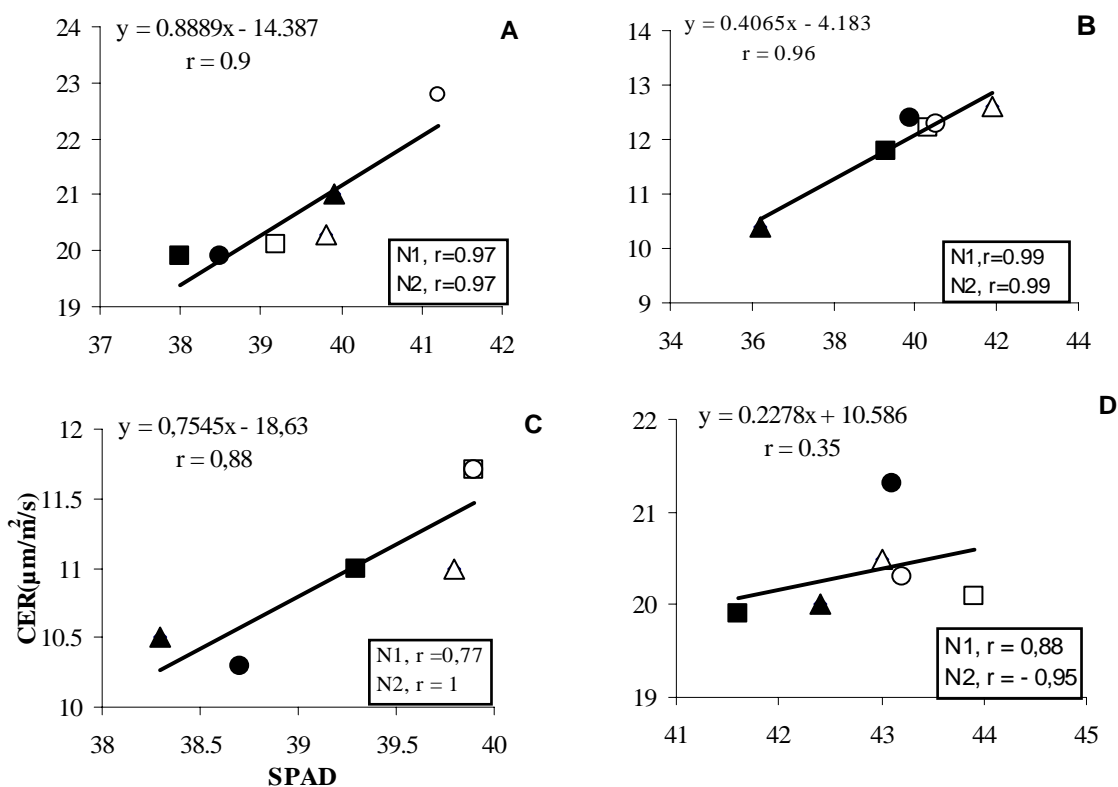 A
y = 0.8889x - 14.387
r = 0.9
24
23
22
21
20
19
37 38 39 40 41 42
N1, r=0.97
N2, r=0.97
B
y = 0.4065x - 4.183
r = 0.96
14
13
12
11
10
9
34 36 38 40 42 44
N1,r=0.99
N2, r=0.99
C
y = 0,7545x - 18,63
r = 0,88
12
11.5
11
10.5
10
38 38.5 39 39.5 40
N1, r =0,77
N2, r = 1
CER(µm/m²/s)
SPAD
D
y = 0.2278x + 10.586
r = 0.35
22
21
20
19
41 42 43 44 45
N1, r = 0,88
N2, r = - 0,95